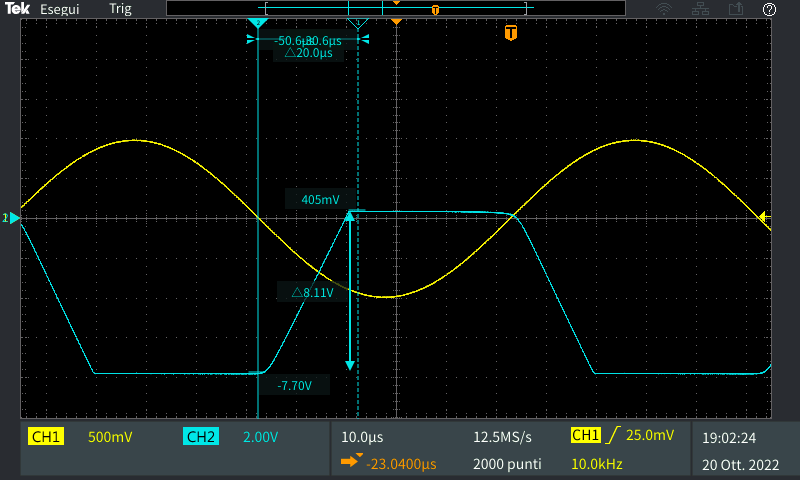 Tek Esegui Trig
T
2 1
-50.6µs -30.6µs
△20.0µs
T
405mV
△8.11V
-7.70V
CH1 500mV CH2 2.00V 10.0µs 12.5MS/s CH1 25.0mV 19:02:24
-23.0400µs 2000 punti 10.0kHz 20 Ott. 2022